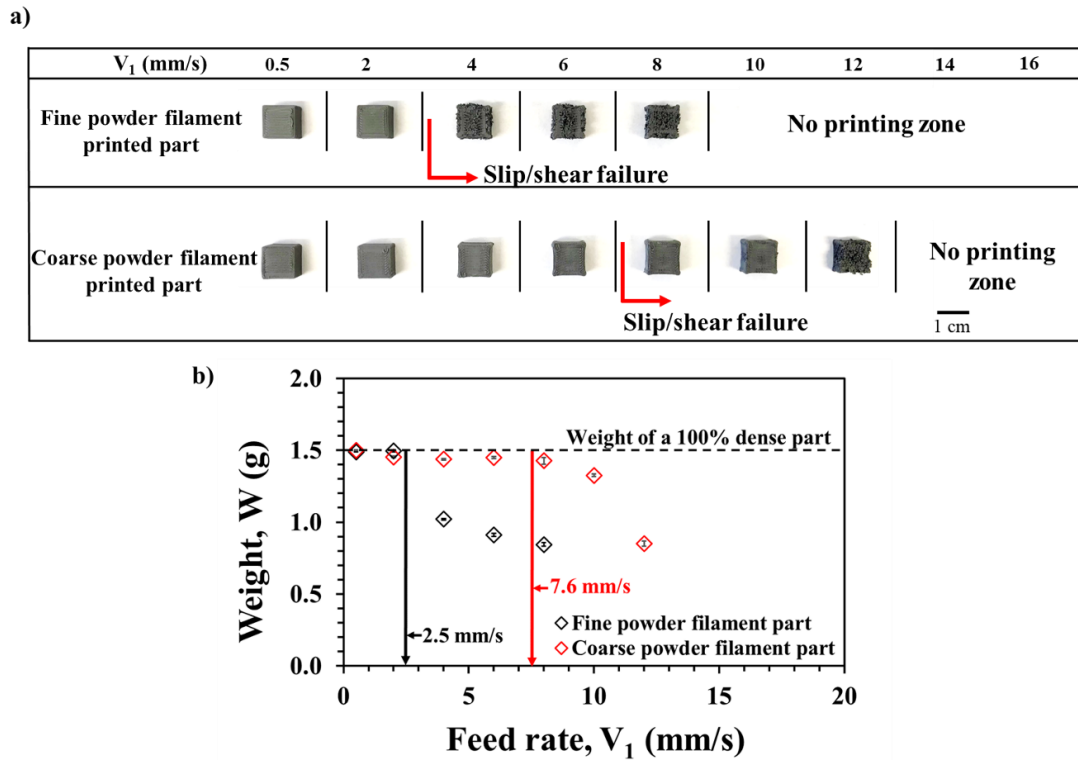 a)
V₁ (mm/s) 0.5 2 4 6 8 10 12 14 16
Fine powder filament
printed part
No printing zone
Slip/shear failure
Coarse powder filament
printed part
No printing
zone
Slip/shear failure
1 cm
b)
2.0
1.5
1.0
0.5
0.0
Weight, W (g)
Weight of a 100% dense part
7.6 mm/s
2.5 mm/s
Fine powder filament part
Coarse powder filament part
0 5 10 15 20
Feed rate, V₁ (mm/s)